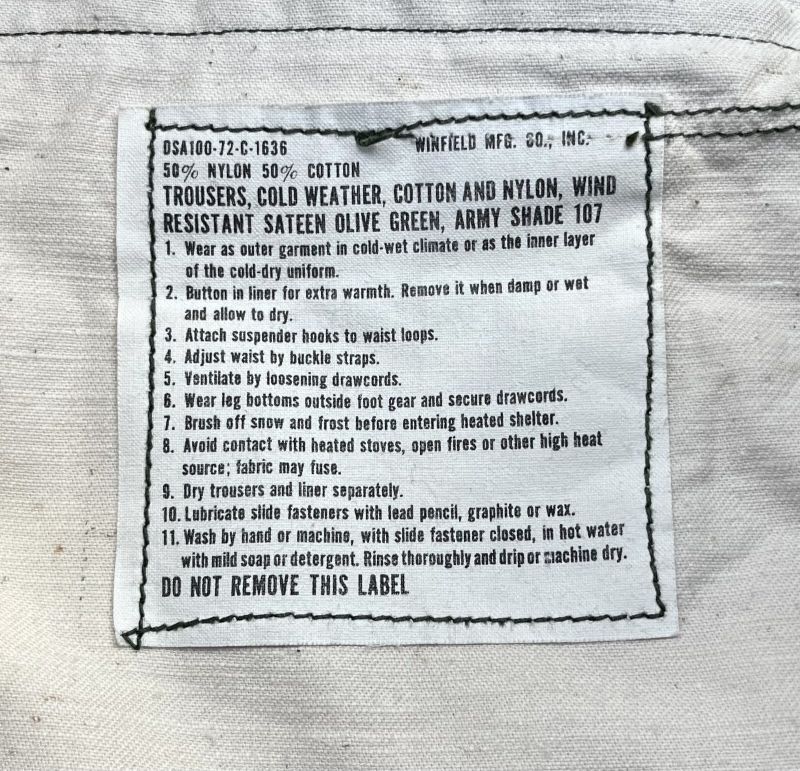 DSA100-72-C-1636 WINFIELD MFG. CO., INC.
50% NYLON 50% COTTON
TROUSERS, COLD WEATHER, COTTON AND NYLON, WIND
RESISTANT SATEEN OLIVE GREEN, ARMY SHADE 107
1. Wear as outer garment in cold-wet climate or as the inner layer
of the cold-dry uniform.
2. Button in liner for extra warmth. Remove it when damp or wet
and allow to dry.
3. Attach suspender hooks to waist loops.
4. Adjust waist by buckle straps.
5. Ventilate by loosening drawcords.
6. Wear leg bottoms outside foot gear and secure drawcords.
7. Brush off snow and frost before entering heated shelter.
8. Avoid contact with heated stoves, open fires or other high heat
source; fabric may fuse.
9. Dry trousers and liner separately.
10. Lubricate slide fasteners with lead pencil, graphite or wax.
11. Wash by hand or machine, with slide fastener closed, in hot water
with mild soap or detergent. Rinse thoroughly and drip or machine dry.
DO NOT REMOVE THIS LABEL